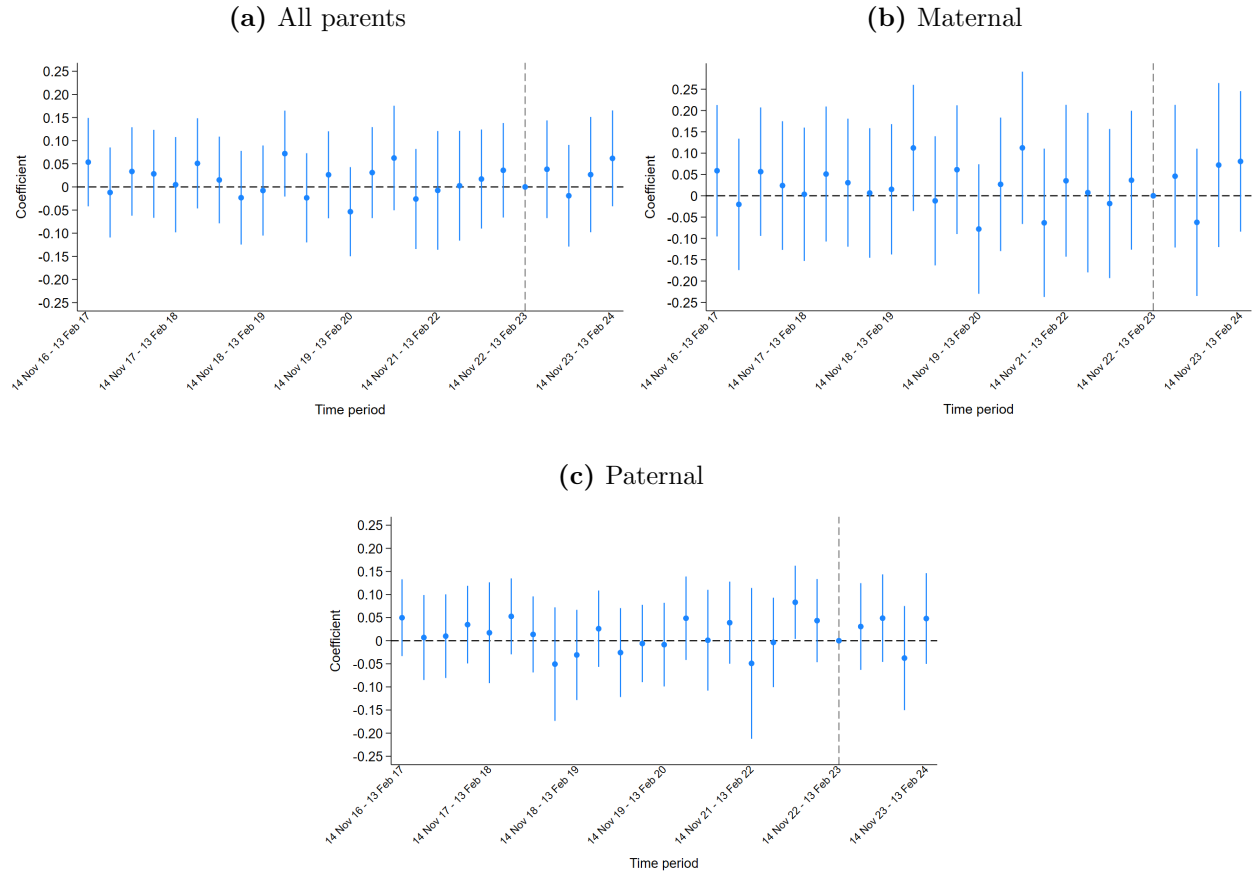 (a) All parents
0.25
0.20
0.15
0.10
0.05
0
-0.05
-0.10
-0.15
-0.20
-0.25
Coefficient
14 Nov 16 - 13 Feb 17
14 Nov 17 - 13 Feb 18
14 Nov 18 - 13 Feb 19
14 Nov 19 - 13 Feb 20
14 Nov 21 - 13 Feb 22
14 Nov 22 - 13 Feb 23
14 Nov 23 - 13 Feb 24
Time period
(b) Maternal
0.25
0.20
0.15
0.10
0.05
0
-0.05
-0.10
-0.15
-0.20
-0.25
Coefficient
14 Nov 16 - 13 Feb 17
14 Nov 17 - 13 Feb 18
14 Nov 18 - 13 Feb 19
14 Nov 19 - 13 Feb 20
14 Nov 21 - 13 Feb 22
14 Nov 22 - 13 Feb 23
14 Nov 23 - 13 Feb 24
Time period
(c) Paternal
0.25
0.20
0.15
0.10
0.05
0
-0.05
-0.10
-0.15
-0.20
-0.25
Coefficient
14 Nov 16 - 13 Feb 17
14 Nov 17 - 13 Feb 18
14 Nov 18 - 13 Feb 19
14 Nov 19 - 13 Feb 20
14 Nov 21 - 13 Feb 22
14 Nov 22 - 13 Feb 23
14 Nov 23 - 13 Feb 24
Time period